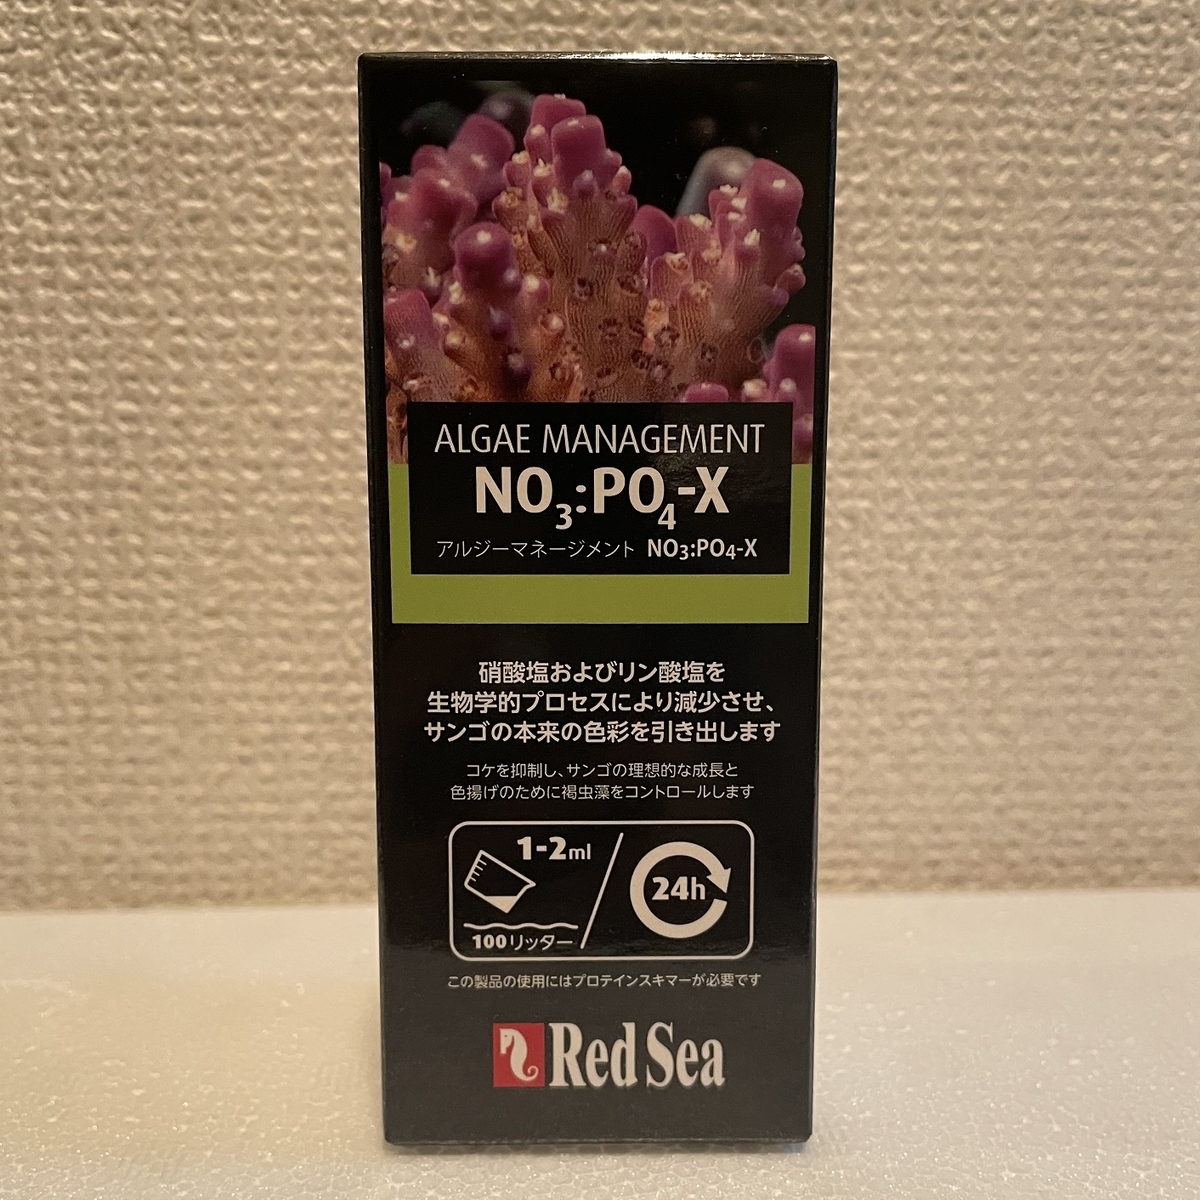 ALGAE MANAGEMENT
NO3:PO4-X
アルジーマネージメント NO3:PO4-X
硝酸塩およびリン酸塩を
生物学的プロセスにより減少させ、
サンゴの本来の色彩を引き出します
コケを抑制し、サンゴの理想的な成長と
色揚げのために褐虫藻をコントロールします
1-2ml
24h
100リッター
この製品の使用にはプロテインスキマーが必要です
Red Sea